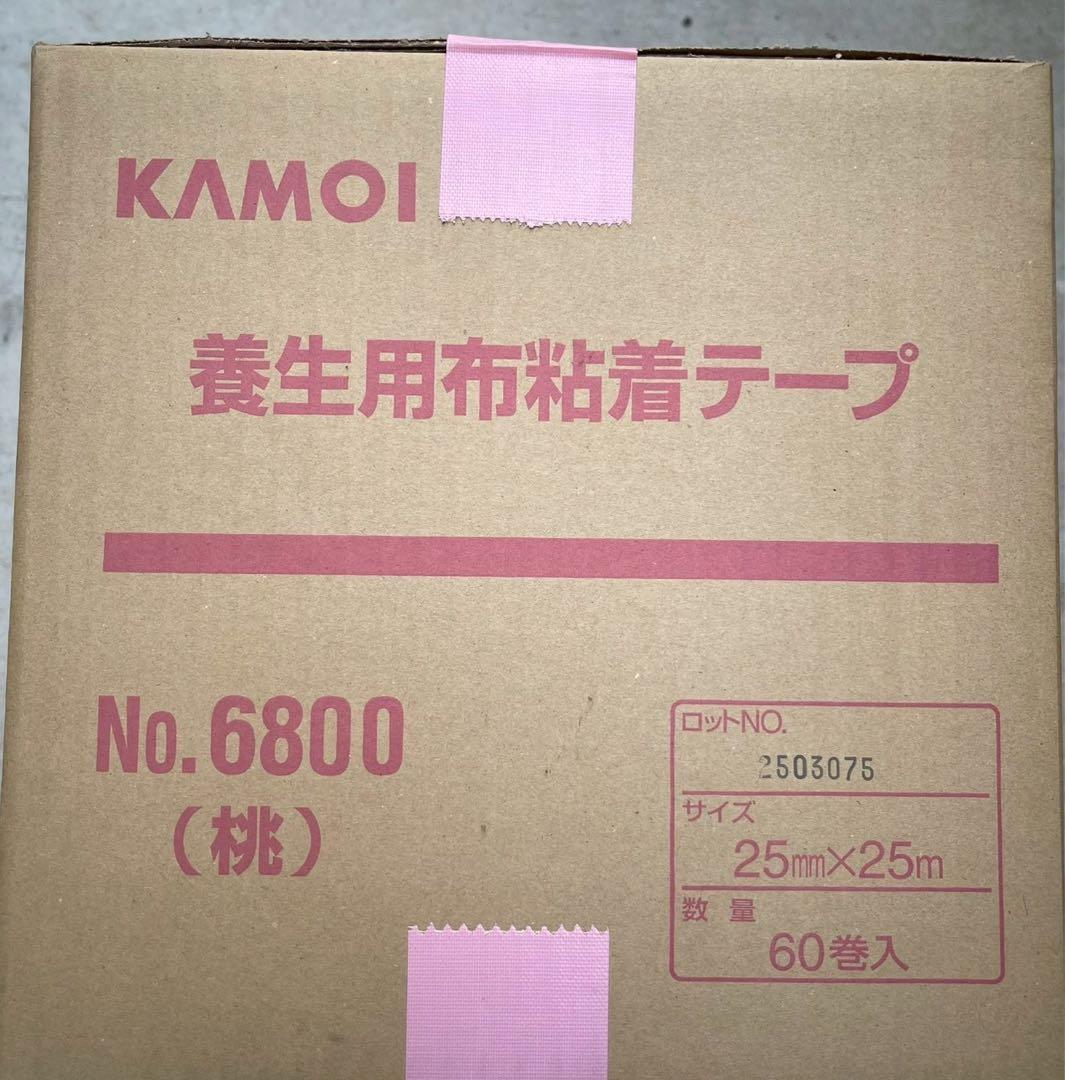 KAMOI
養生用布粘着テープ
No.6800
（桃）
ロットNO.
2503075
サイズ
25mm×25m
数量
60巻入